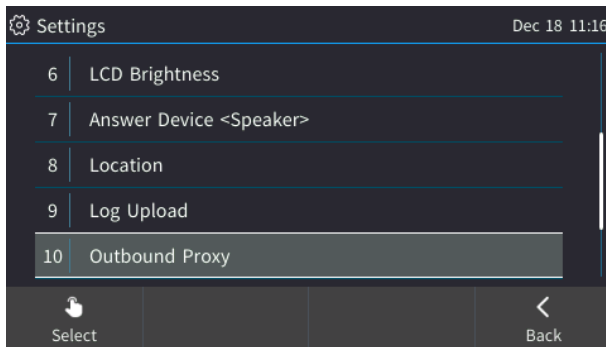 Settings
Dec 18 11:16
6 LCD Brightness
7 Answer Device <Speaker>
8 Location
9 Log Upload
10 Outbound Proxy
Select
Back